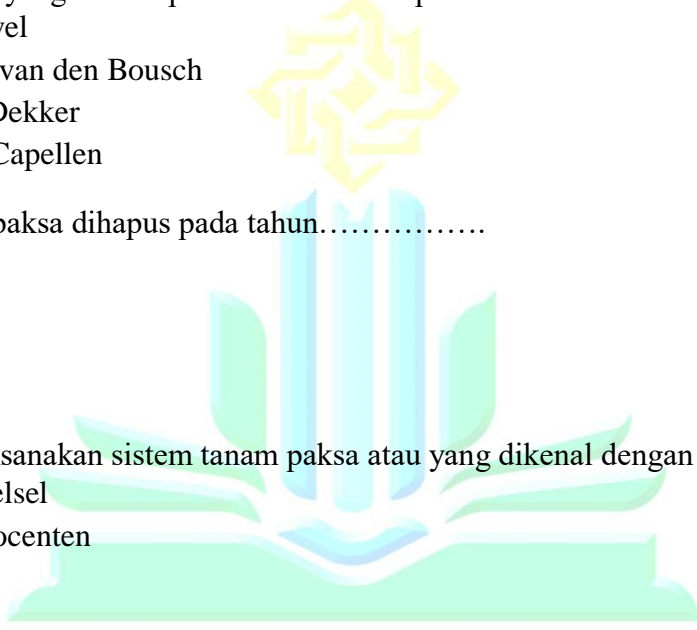 vel
van den Bousch
Dekker
Capellen
paksa dihapus pada tahun…………….
sanakan sistem tanam paksa atau yang dikenal dengan
elsel
ocenten